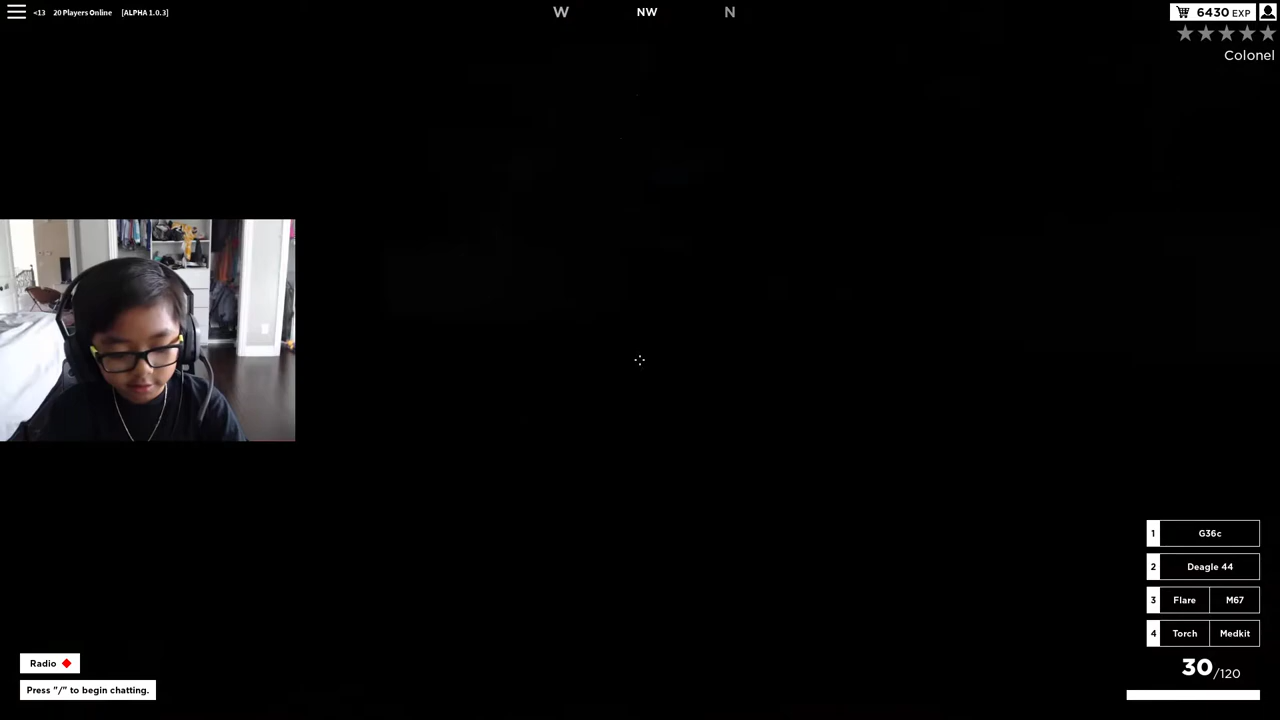 <13 20 Players Online [ALPHA 1.0.3]
W NW N
6430 EXP
Colonel
1 G36c
2 Deagle 44
3 Flare M67
4 Torch Medkit
30/120
Radio
Press "/" to begin chatting.